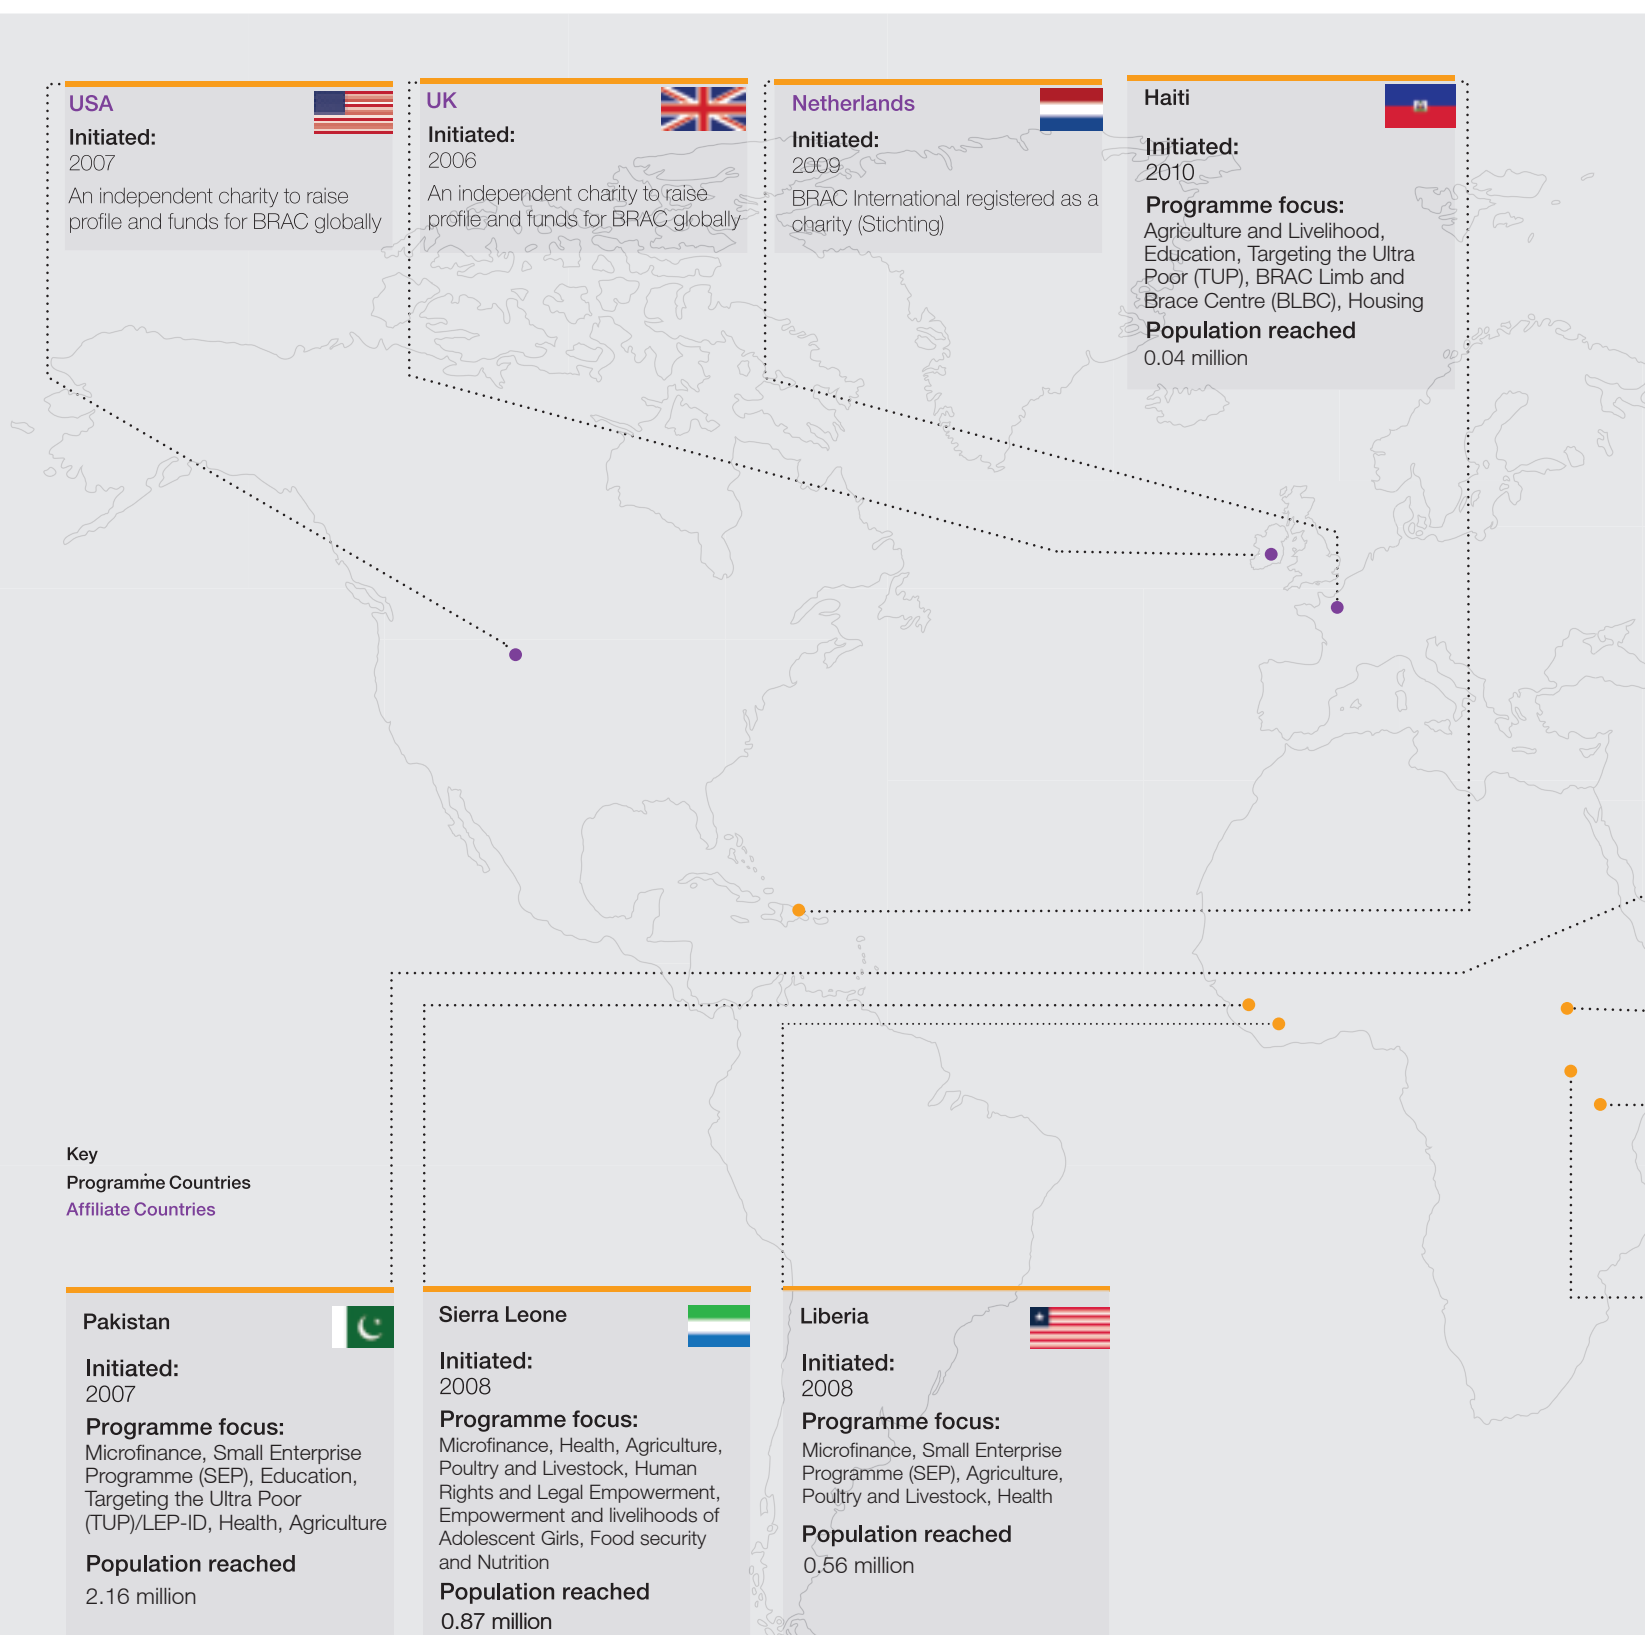 USA
Initiated:
2007
An independent charity to raise
profile and funds for BRAC globally
UK
Initiated:
2006
An independent charity to raise
profile and funds for BRAC globally
Netherlands
Initiated:
2009
BRAC International registered as a
charity (Stichting)
Haiti
Initiated:
2010
Programme focus:
Agriculture and Livelihood,
Education, Targeting the Ultra
Poor (TUP), BRAC Limb and
Brace Centre (BLBC), Housing
Population reached
0.04 million
Key
Programme Countries
Affiliate Countries
Pakistan
Initiated:
2007
Programme focus:
Microfinance, Small Enterprise
Programme (SEP), Education,
Targeting the Ultra Poor
(TUP)/LEP-ID, Health, Agriculture
Population reached
2.16 million
Sierra Leone
Initiated:
2008
Programme focus:
Microfinance, Health, Agriculture,
Poultry and Livestock, Human
Rights and Legal Empowerment,
Empowerment and livelihoods of
Adolescent Girls, Food security
and Nutrition
Population reached
0.87 million
Liberia
Initiated:
2008
Programme focus:
Microfinance, Small Enterprise
Programme (SEP), Agriculture,
Poultry and Livestock, Health
Population reached
0.56 million